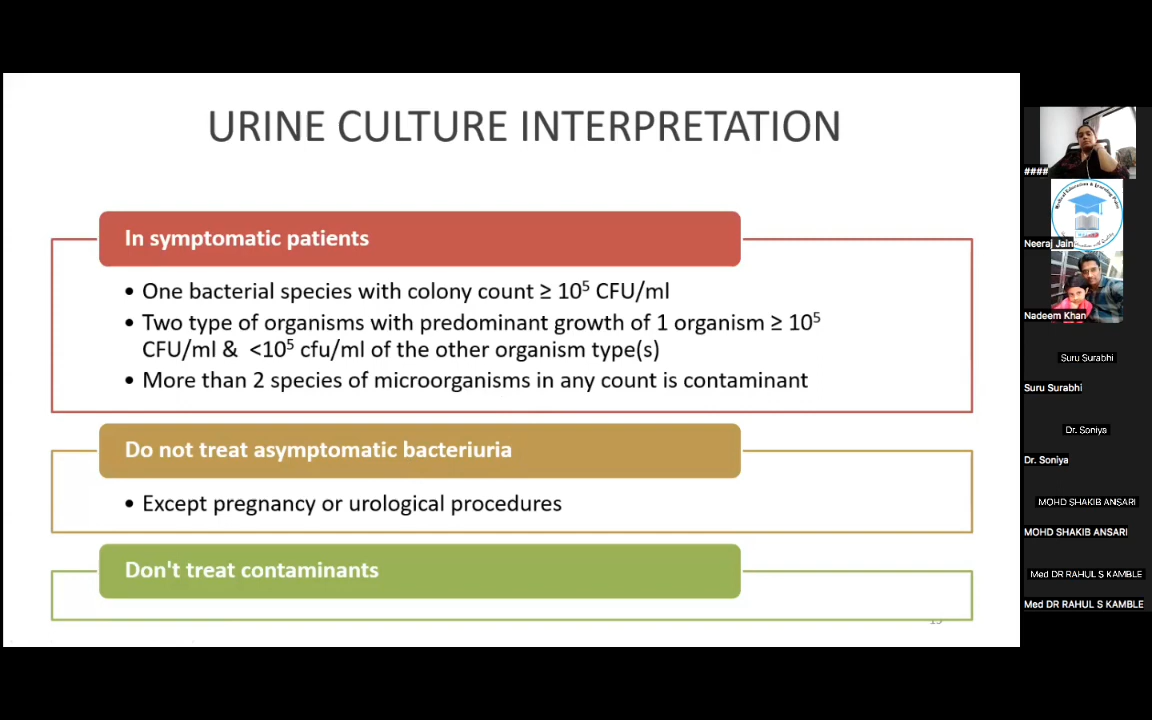 URINE CULTURE INTERPRETATION
In symptomatic patients
• One bacterial species with colony count ≥ 10⁵ CFU/ml
• Two type of organisms with predominant growth of 1 organism ≥ 10⁵
CFU/ml & <10⁵ cfu/ml of the other organism type(s)
• More than 2 species of microorganisms in any count is contaminant
Do not treat asymptomatic bacteriuria
• Except pregnancy or urological procedures
Don't treat contaminants
####
Neeraj Jain
Nadeem Khan
Suru Surabhi
Suru Surabhi
Dr. Soniya
Dr. Soniya
MOHD SHAKIB ANSARI
MOHD SHAKIB ANSARI
Med DR RAHUL S KAMBLE
Med DR RAHUL S KAMBLE